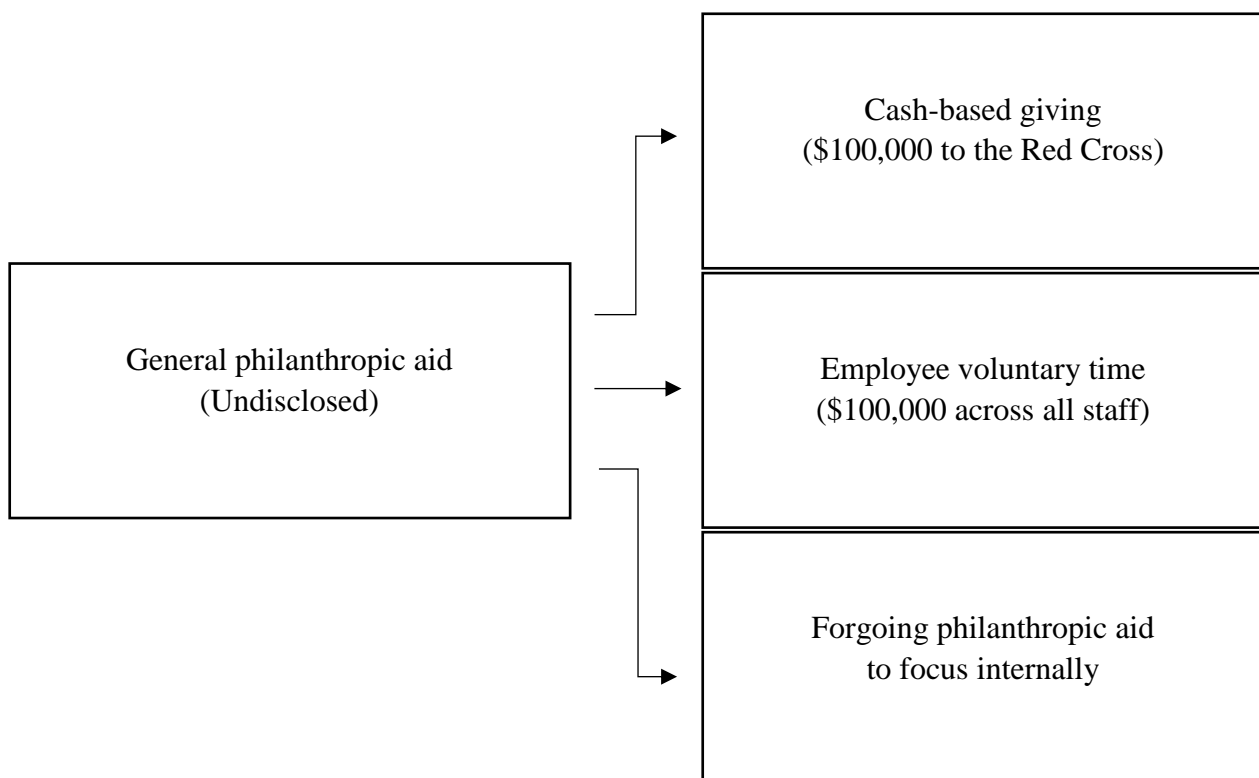 Cash-based giving
($100,000 to the Red Cross)
General philanthropic aid
(Undisclosed)
Employee voluntary time
($100,000 across all staff)
Forgoing philanthropic aid
to focus internally